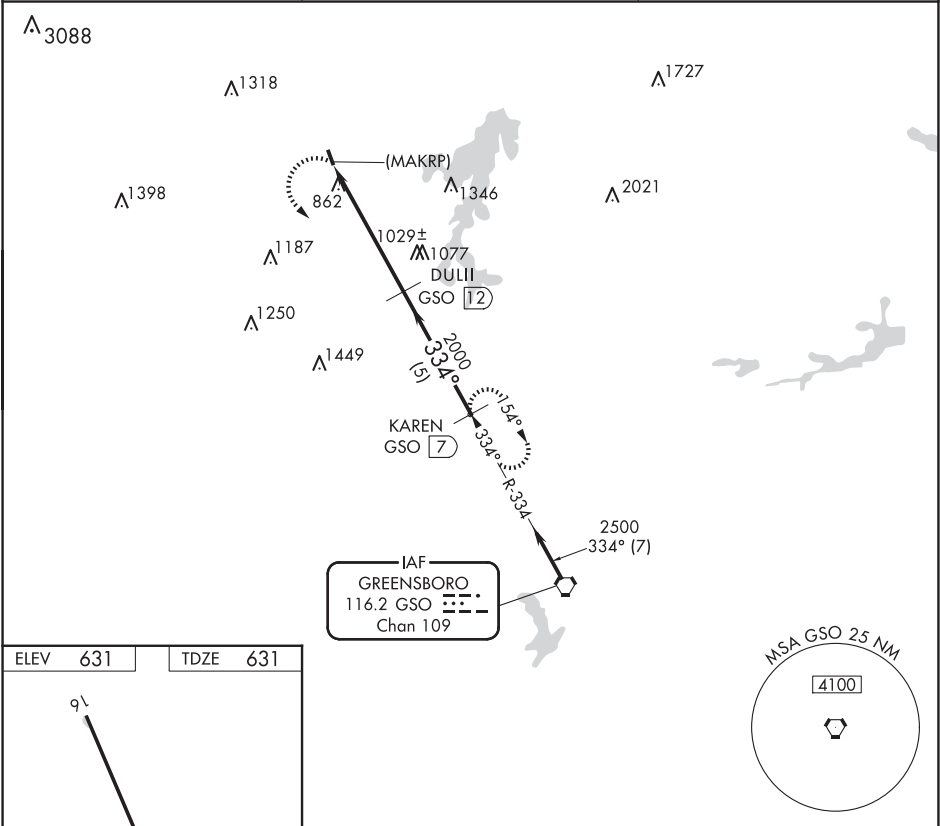 3088
1318
1727
(MAKRP)
1398
862
1346
2021
1029±
1187
1077
DULII
GSO 12
1250
2000
334°
(5)
1449
KAREN
GSO 7
154°
334°
R-334
2500
334° (7)
IAF
GREENSBORO
116.2 GSO
Chan 109
ELEV 631
TDZE 631
16
MSA GSO 25 NM
4100